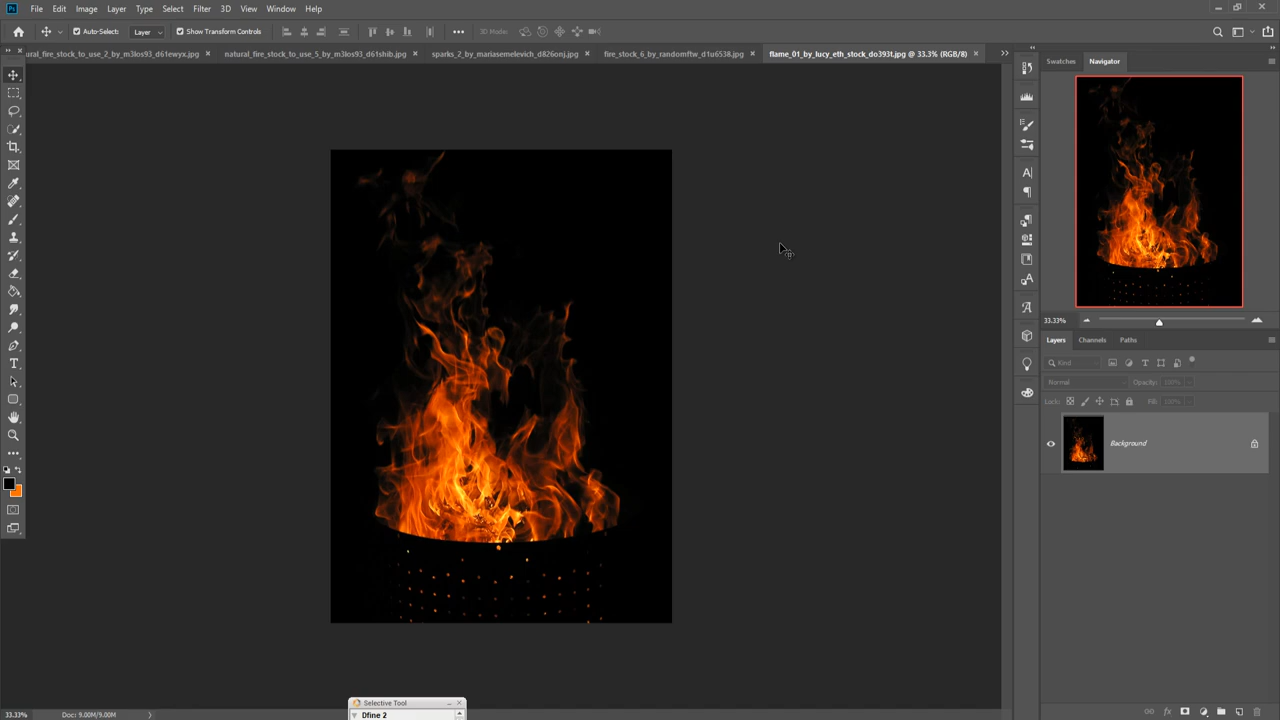 Ps File Edit Image Layer Type Select Filter 3D View Window Help
Auto-Select: Layer Show Transform Controls 3D Mode:
ural_fire_stock_to_use_2_by_m3los93_d61ewyx.jpg × natural_fire_stock_to_use_5_by_m3los93_d61shib.jpg × sparks_2_by_mariasemelevich_d826onj.jpg × fire_stock_6_by_randomftw_d1u6538.jpg × flame_01_by_lucy_eth_stock_do393t.jpg @ 33.3% (RGB/8) ×
Swatches Navigator
33.33%
Layers Channels Paths
Kind
Normal Opacity: 100%
Lock: Fill: 100%
Background
33.33% Doc: 9.00M/9.00M
Selective Tool
Dfine 2